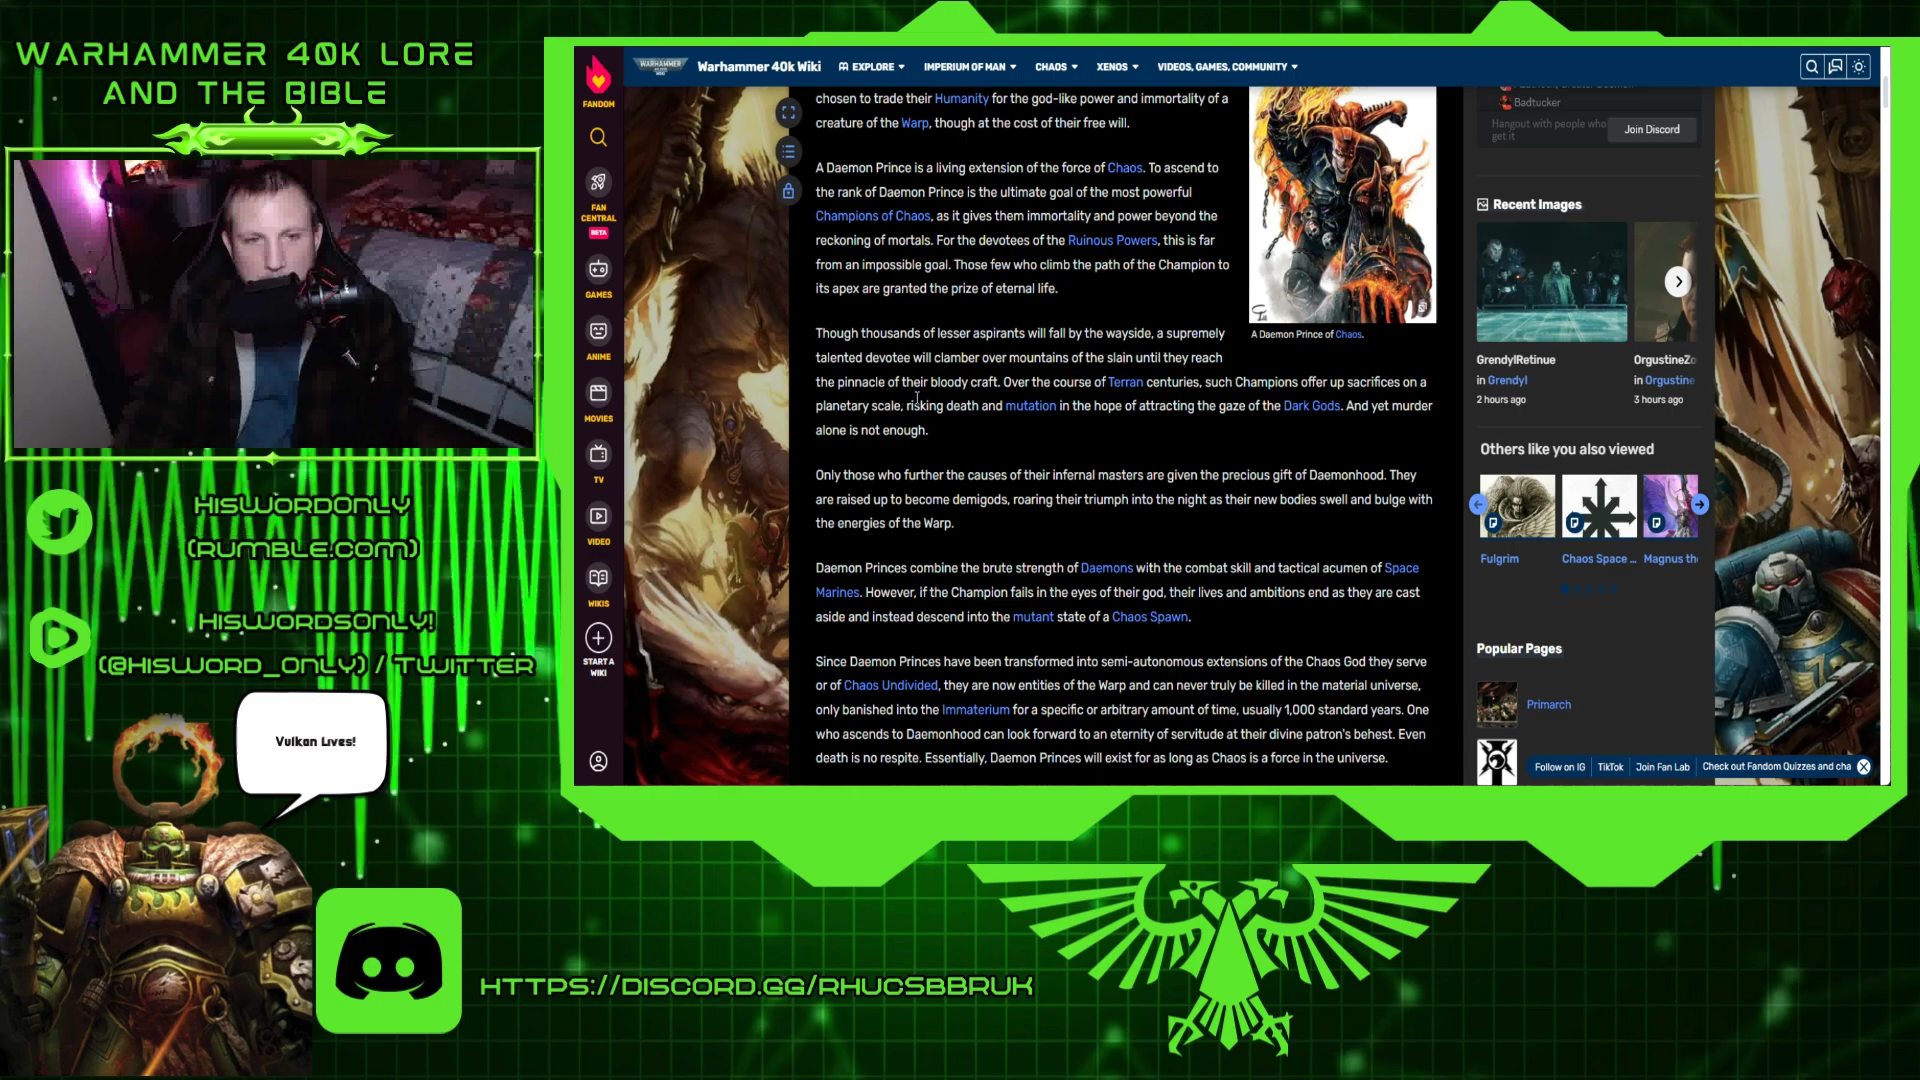 WARHAMMER 40K LORE
AND THE BIBLE
HISWORDONLY
(RUMBLE.COM)
HISWORDSONLY!
(@HISWORD_ONLY) / TWITTER
Vulkan Lives!
HTTPS://DISCORD.GG/RHUCSBBRUK
FANDOM
FAN
CENTRAL
BETA
GAMES
ANIME
MOVIES
TV
VIDEO
WIKIS
START A
WIKI
Warhammer 40k Wiki
EXPLORE
IMPERIUM OF MAN
CHAOS
XENOS
VIDEOS, GAMES, COMMUNITY
chosen to trade their Humanity for the god-like power and immortality of a
creature of the Warp, though at the cost of their free will.
A Daemon Prince is a living extension of the force of Chaos. To ascend to
the rank of Daemon Prince is the ultimate goal of the most powerful
Champions of Chaos, as it gives them immortality and power beyond the
reckoning of mortals. For the devotees of the Ruinous Powers, this is far
from an impossible goal. Those few who climb the path of the Champion to
its apex are granted the prize of eternal life.
A Daemon Prince of Chaos.
Though thousands of lesser aspirants will fall by the wayside, a supremely
talented devotee will clamber over mountains of the slain until they reach
the pinnacle of their bloody craft. Over the course of Terran centuries, such Champions offer up sacrifices on a
planetary scale, risking death and mutation in the hope of attracting the gaze of the Dark Gods. And yet murder
alone is not enough.
Only those who further the causes of their infernal masters are given the precious gift of Daemonhood. They
are raised up to become demigods, roaring their triumph into the night as their new bodies swell and bulge with
the energies of the Warp.
Daemon Princes combine the brute strength of Daemons with the combat skill and tactical acumen of Space
Marines. However, if the Champion fails in the eyes of their god, their lives and ambitions end as they are cast
aside and instead descend into the mutant state of a Chaos Spawn.
Since Daemon Princes have been transformed into semi-autonomous extensions of the Chaos God they serve
or of Chaos Undivided, they are now entities of the Warp and can never truly be killed in the material universe,
only banished into the Immaterium for a specific or arbitrary amount of time, usually 1,000 standard years. One
who ascends to Daemonhood can look forward to an eternity of servitude at their divine patron's behest. Even
death is no respite. Essentially, Daemon Princes will exist for as long as Chaos is a force in the universe.
Badtucker
Hangout with people who
get it
Join Discord
Recent Images
GrendylRetinue
in Grendyl
2 hours ago
OrgustineZo
in Orgustine
3 hours ago
Others like you also viewed
Fulgrim
Chaos Space ...
Magnus th
Popular Pages
Primarch
Follow on IG
TikTok
Join Fan Lab
Check out Fandom Quizzes and cha